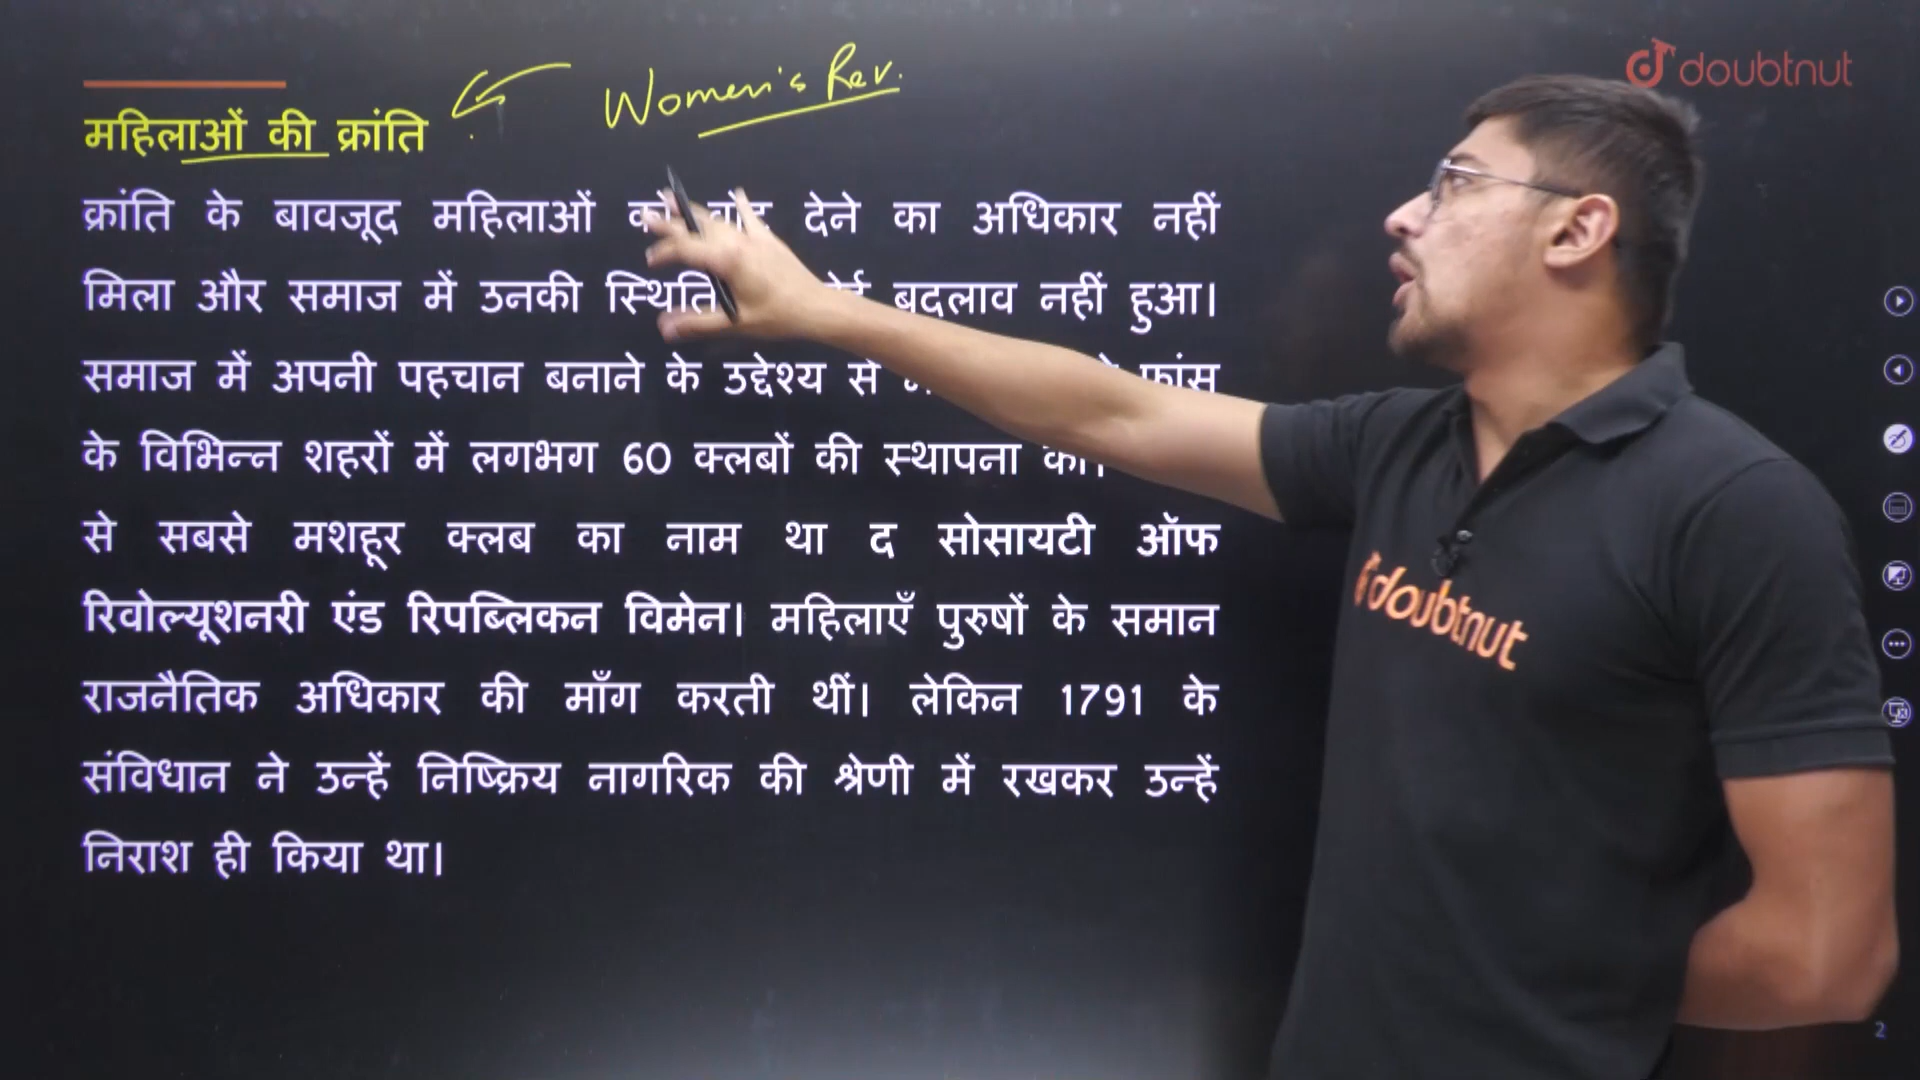 doubtnut
Women's Rev.
महिलाओं की क्रांति
क्रांति के बावजूद महिलाओं को वोट देने का अधिकार नहीं
मिला और समाज में उनकी स्थिति बदलाव नहीं हुआ।
समाज में अपनी पहचान बनाने के उद्देश्य से फ्रांस
के विभिन्न शहरों में लगभग 60 क्लबों की स्थापना की।
से सबसे मशहूर क्लब का नाम था द सोसायटी ऑफ
रिवोल्यूशनरी एंड रिपब्लिकन विमेन। महिलाएँ पुरुषों के समान
राजनैतिक अधिकार की माँग करती थीं। लेकिन 1791 के
संविधान ने उन्हें निष्क्रिय नागरिक की श्रेणी में रखकर उन्हें
निराश ही किया था।
doubtnut
2